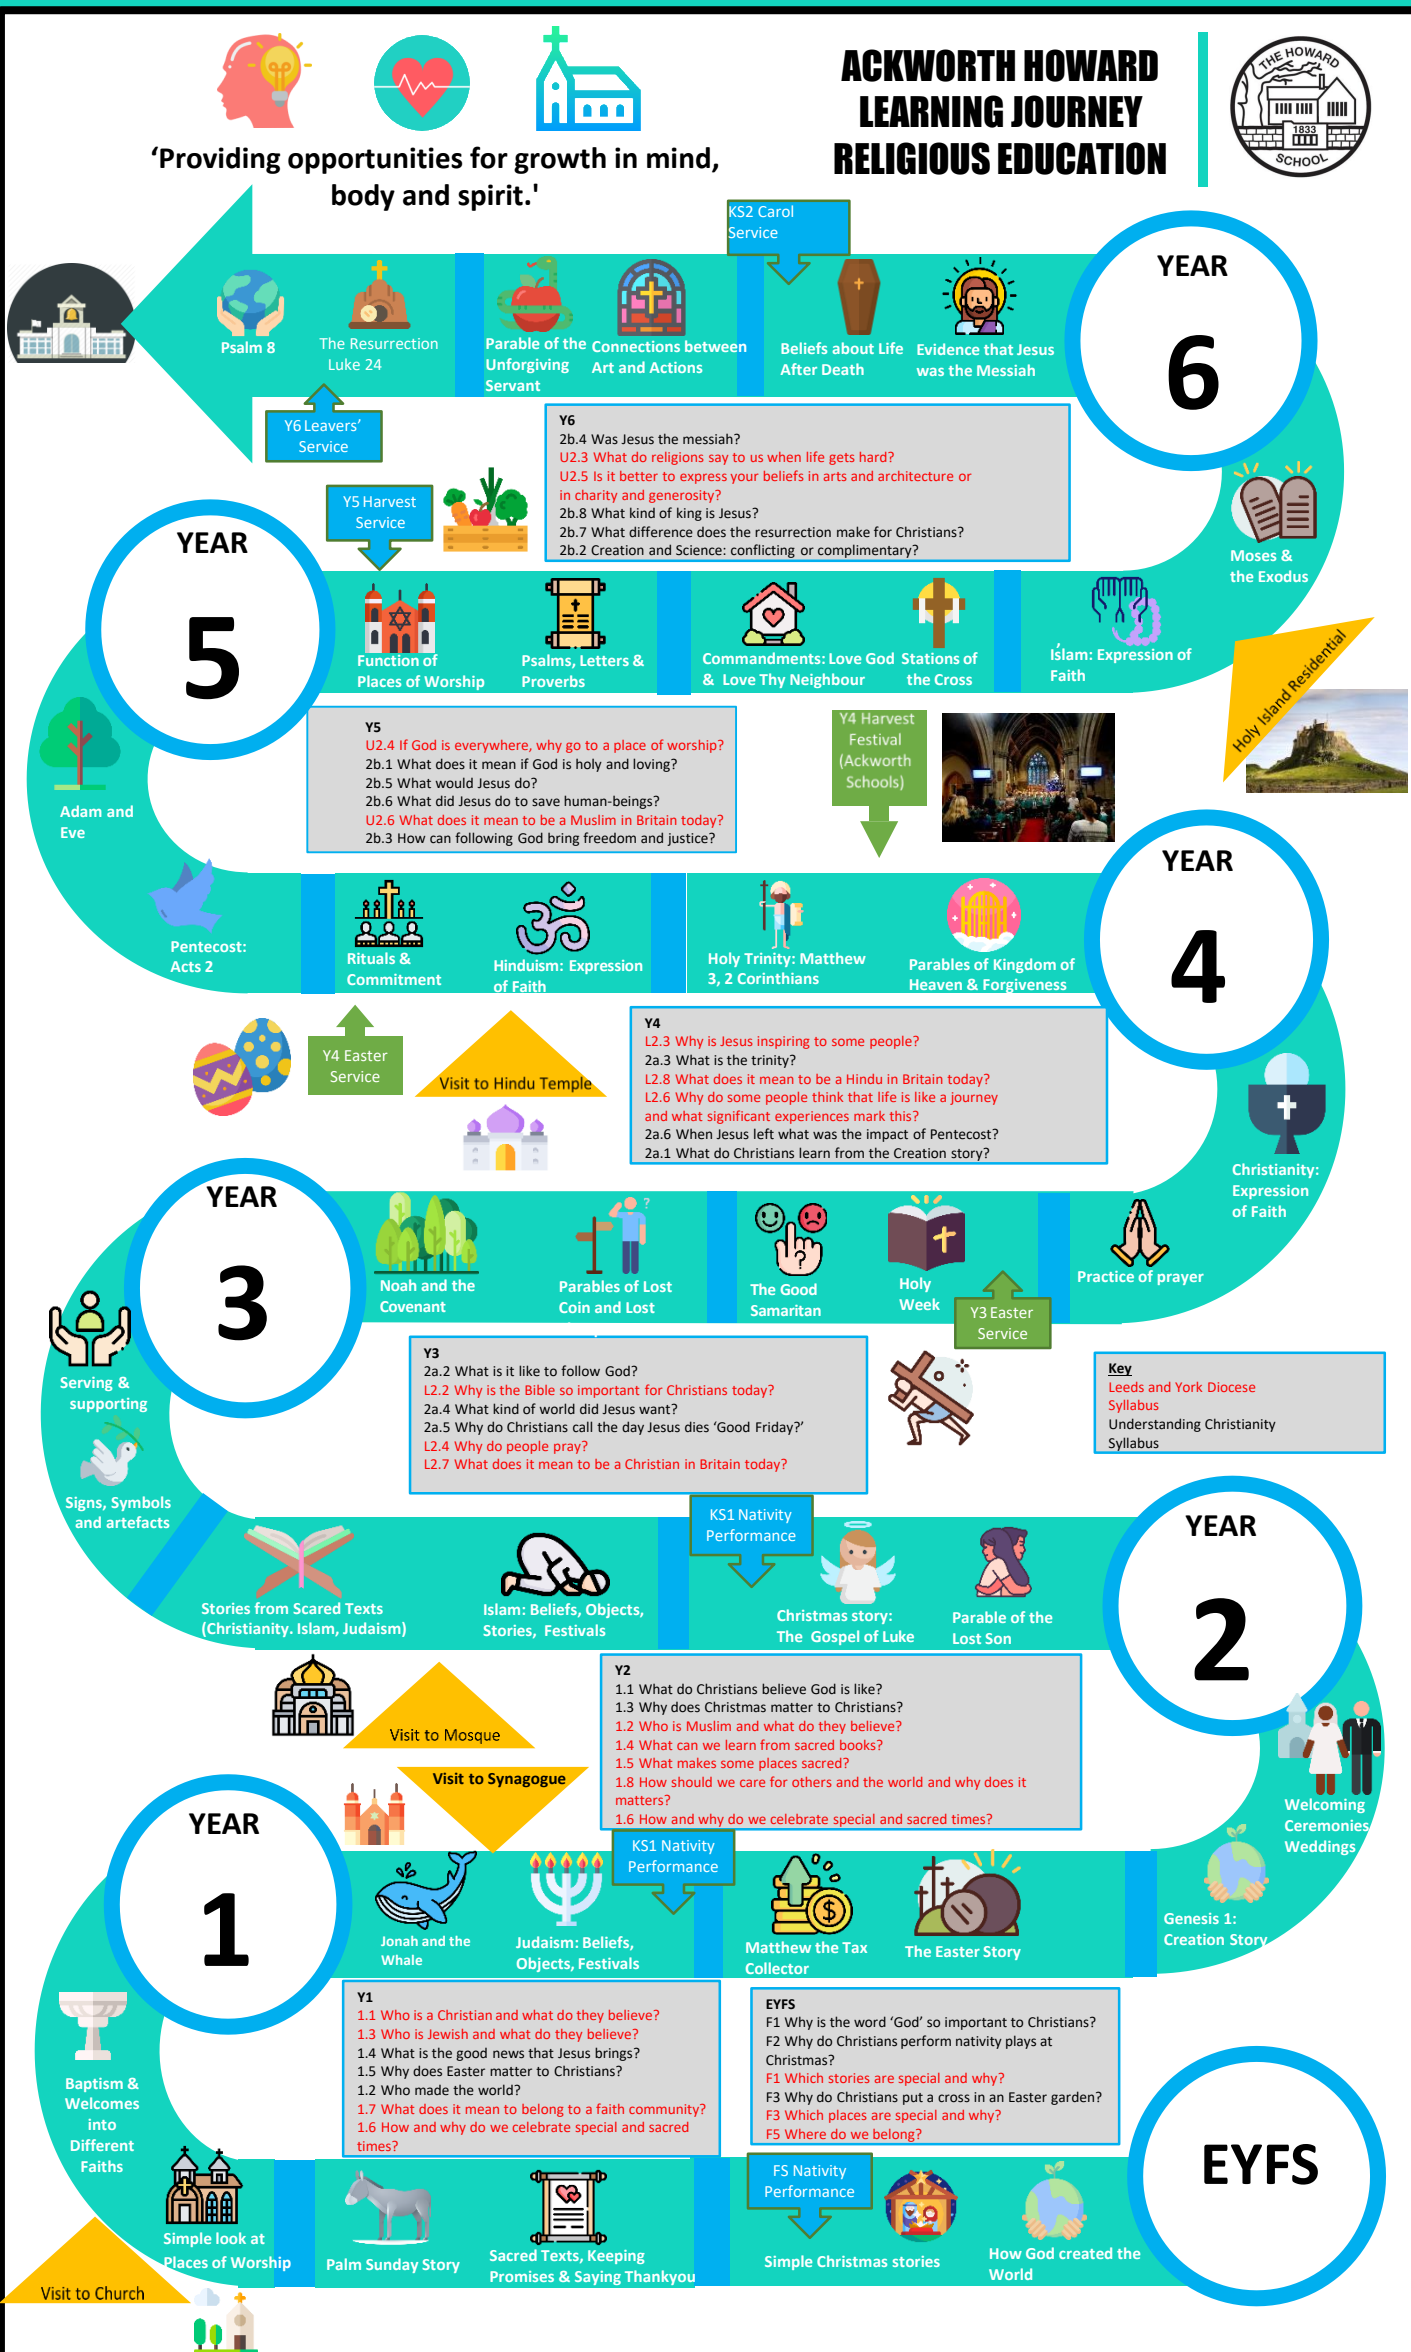 ACKWORTH HOWARD
LEARNING JOURNEY
RELIGIOUS EDUCATION
THE HOWARD
1833
SCHOOL
‘Providing opportunities for growth in mind,
body and spirit.'
KS2 Carol
Service
YEAR
6
Psalm 8
The Resurrection
Luke 24
Parable of the
Unforgiving
Servant
Connections between
Art and Actions
Beliefs about Life
After Death
Evidence that Jesus
was the Messiah
Y6 Leavers’
Service
Y6
2b.4 Was Jesus the messiah?
U2.3 What do religions say to us when life gets hard?
U2.5 Is it better to express your beliefs in arts and architecture or
in charity and generosity?
2b.8 What kind of king is Jesus?
2b.7 What difference does the resurrection make for Christians?
2b.2 Creation and Science: conflicting or complimentary?
Moses &
the Exodus
Y5 Harvest
Service
YEAR
5
Function of
Places of Worship
Psalms, Letters &
Proverbs
Commandments: Love God
& Love Thy Neighbour
Stations of
the Cross
Islam: Expression of
Faith
Holy Island Residential
Y5
U2.4 If God is everywhere, why go to a place of worship?
2b.1 What does it mean if God is holy and loving?
2b.5 What would Jesus do?
2b.6 What did Jesus do to save human-beings?
U2.6 What does it mean to be a Muslim in Britain today?
2b.3 How can following God bring freedom and justice?
Y4 Harvest
Festival
(Ackworth
Schools)
Adam and
Eve
YEAR
4
Pentecost:
Acts 2
Rituals &
Commitment
Hinduism: Expression
of Faith
Holy Trinity: Matthew
3, 2 Corinthians
Parables of Kingdom of
Heaven & Forgiveness
Y4 Easter
Service
Visit to Hindu Temple
Y4
L2.3 Why is Jesus inspiring to some people?
2a.3 What is the trinity?
L2.8 What does it mean to be a Hindu in Britain today?
L2.6 Why do some people think that life is like a journey
and what significant experiences mark this?
2a.6 When Jesus left what was the impact of Pentecost?
2a.1 What do Christians learn from the Creation story?
Christianity:
Expression
of Faith
YEAR
3
Noah and the
Covenant
Parables of Lost
Coin and Lost
The Good
Samaritan
Holy
Week
Practice of prayer
Y3 Easter
Service
Serving &
supporting
Y3
2a.2 What is it like to follow God?
L2.2 Why is the Bible so important for Christians today?
2a.4 What kind of world did Jesus want?
2a.5 Why do Christians call the day Jesus dies ‘Good Friday?’
L2.4 Why do people pray?
L2.7 What does it mean to be a Christian in Britain today?
Key
Leeds and York Diocese
Syllabus
Understanding Christianity
Syllabus
Signs, Symbols
and artefacts
KS1 Nativity
Performance
YEAR
2
Stories from Scared Texts
(Christianity. Islam, Judaism)
Islam: Beliefs, Objects,
Stories, Festivals
Christmas story:
The Gospel of Luke
Parable of the
Lost Son
Visit to Mosque
Visit to Synagogue
Y2
1.1 What do Christians believe God is like?
1.3 Why does Christmas matter to Christians?
1.2 Who is Muslim and what do they believe?
1.4 What can we learn from sacred books?
1.5 What makes some places sacred?
1.8 How should we care for others and the world and why does it
matters?
1.6 How and why do we celebrate special and sacred times?
Welcoming
Ceremonies
Weddings
YEAR
1
KS1 Nativity
Performance
Jonah and the
Whale
Judaism: Beliefs,
Objects, Festivals
Matthew the Tax
Collector
The Easter Story
Genesis 1:
Creation Story
Y1
1.1 Who is a Christian and what do they believe?
1.3 Who is Jewish and what do they believe?
1.4 What is the good news that Jesus brings?
1.5 Why does Easter matter to Christians?
1.2 Who made the world?
1.7 What does it mean to belong to a faith community?
1.6 How and why do we celebrate special and sacred
times?
EYFS
F1 Why is the word ‘God’ so important to Christians?
F2 Why do Christians perform nativity plays at
Christmas?
F1 Which stories are special and why?
F3 Why do Christians put a cross in an Easter garden?
F3 Which places are special and why?
F5 Where do we belong?
Baptism &
Welcomes
into
Different
Faiths
EYFS
FS Nativity
Performance
Simple look at
Places of Worship
Palm Sunday Story
Sacred Texts, Keeping
Promises & Saying Thankyou
Simple Christmas stories
How God created the
World
Visit to Church